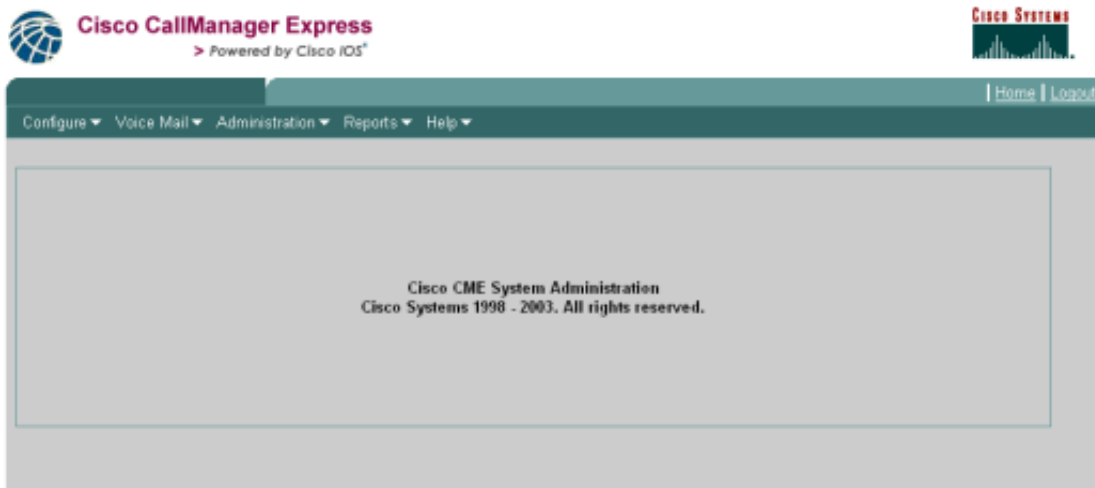 Cisco CallManager Express
> Powered by Cisco IOS®
CISCO SYSTEMS
Home | Logout
Configure Voice Mail Administration Reports Help
Cisco CME System Administration
Cisco Systems 1998 - 2003. All rights reserved.